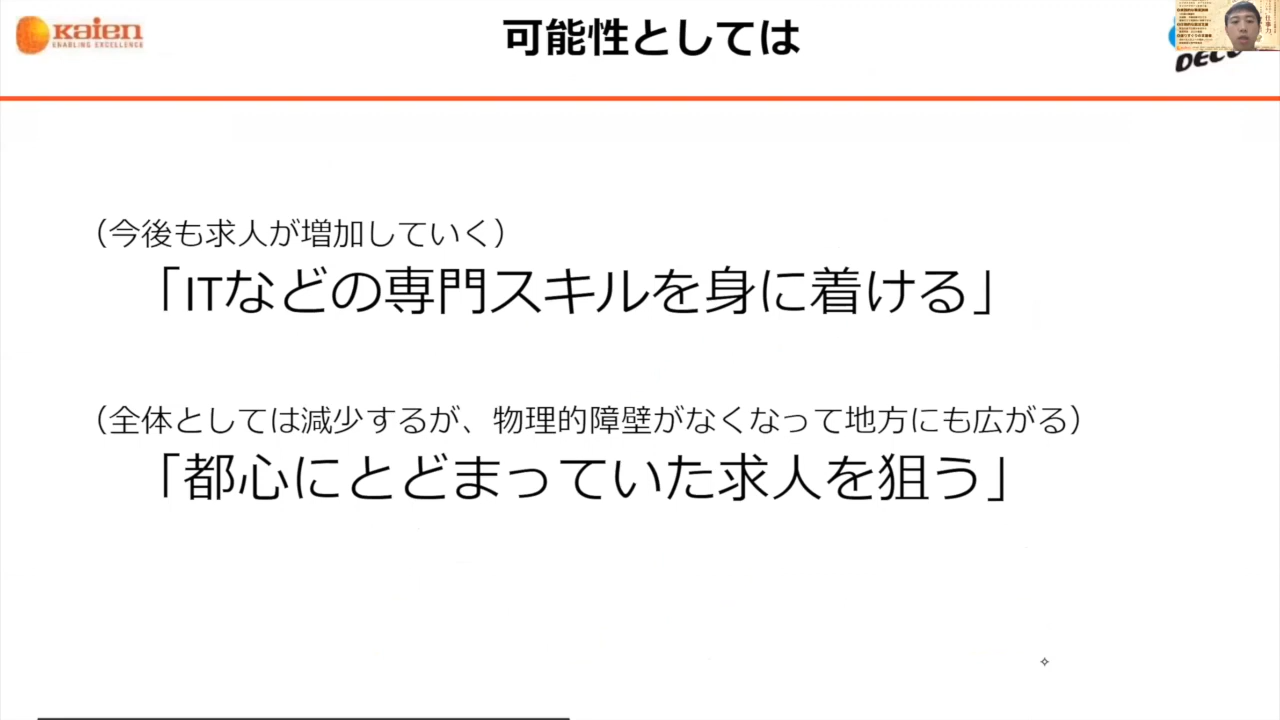 Kaien
ENABLING EXCELLENCE
可能性としては
仕事力。
(今後も求人が増加していく)
「ITなどの専門スキルを身に着ける」
(全体としては減少するが、物理的障壁がなくなって地方にも広がる)
「都心にとどまっていた求人を狙う」